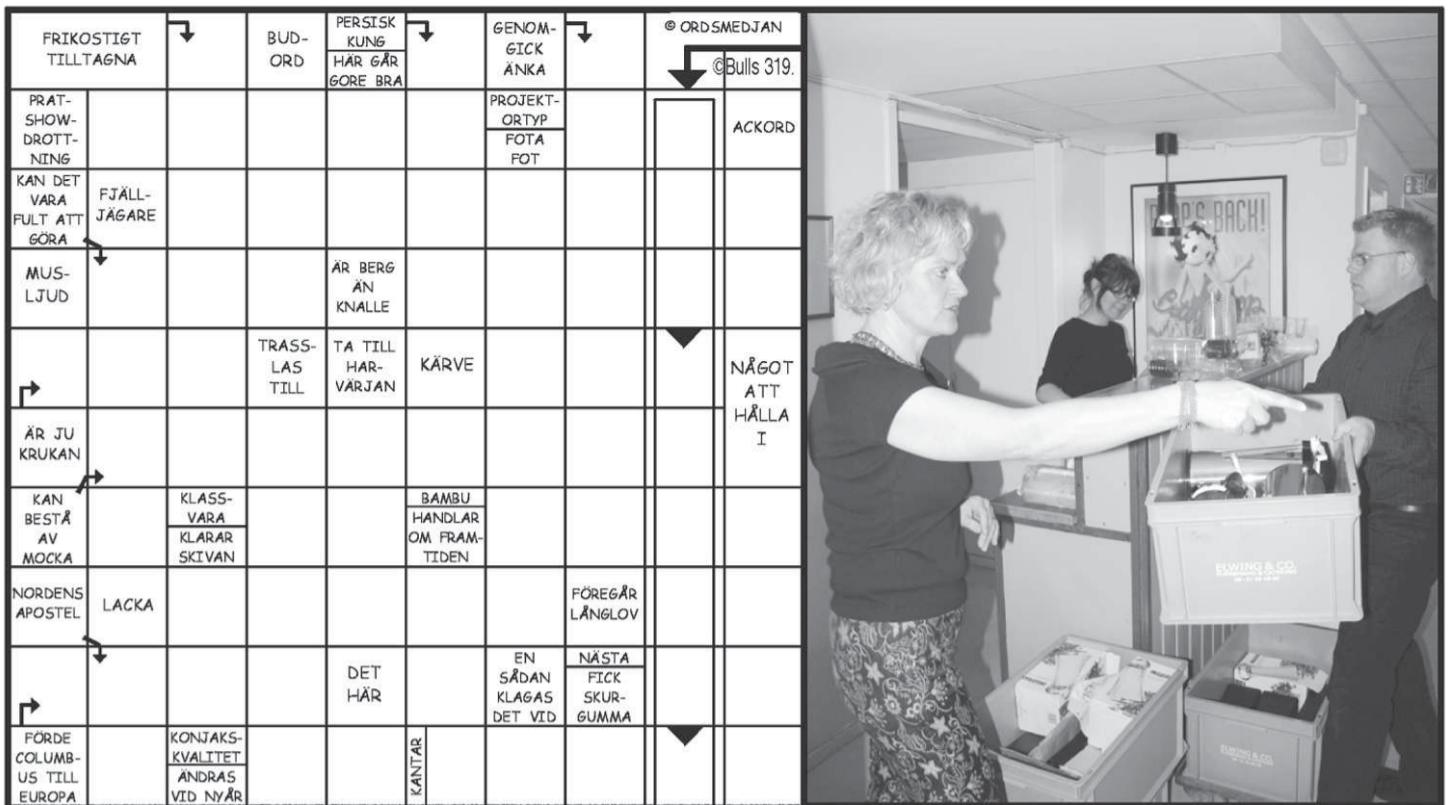 FRIKOSTIGT
TILLTAGNA
BUD-
ORD
PERSISK
KUNG
HÄR GÅR
GORE BRA
GENOM-
GICK
ÄNKA
© ORDSMEDJAN
©Bulls 319.
PRAT-
SHOW-
DROTT-
NING
PROJEKT-
ORTYP
FOTA
FOT
ACKORD
KAN DET
VARA
FULT ATT
GÖRA
FJÄLL-
JÄGARE
MUS-
LJUD
ÄR BERG
ÄN
KNALLE
TRASS-
LAS
TILL
TA TILL
HAR-
VÄRJAN
KÄRVE
NÅGOT
ATT
HÅLLA
I
ÄR JU
KRUKAN
KAN
BESTÅ
AV
MOCKA
KLASS-
VARA
KLARAR
SKIVAN
BAMBU
HANDLAR
OM FRAM-
TIDEN
NORDENS
APOSTEL
LACKA
FÖREGÅR
LÅNGLOV
DET
HÄR
EN
SÅDAN
KLAGAS
DET VID
NÄSTA
FICK
SKUR-
GUMMA
FÖRDE
COLUMB-
US TILL
EUROPA
KONJAKS-
KVALITET
ÄNDRAS
VID NYÅR
KANTAR
BACK!
ELWING & CO.